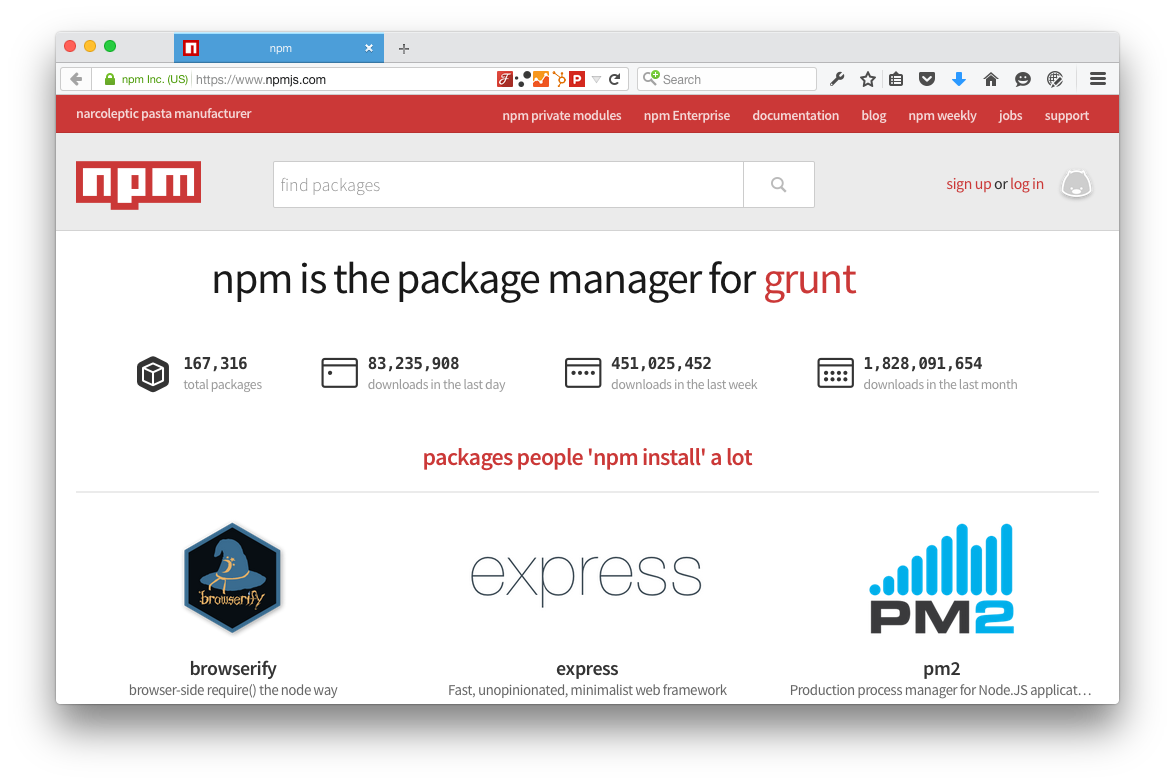 npm
npm Inc. (US) https://www.npmjs.com Search
narcoleptic pasta manufacturer
npm private modules npm Enterprise documentation blog npm weekly jobs support
npm
find packages
sign up or log in
npm is the package manager for grunt
167,316
total packages
83,235,908
downloads in the last day
451,025,452
downloads in the last week
1,828,091,654
downloads in the last month
packages people 'npm install' a lot
browserify
express
PM2
browserify
browser-side require() the node way
express
Fast, unopinionated, minimalist web framework
pm2
Production process manager for Node.JS applicat…